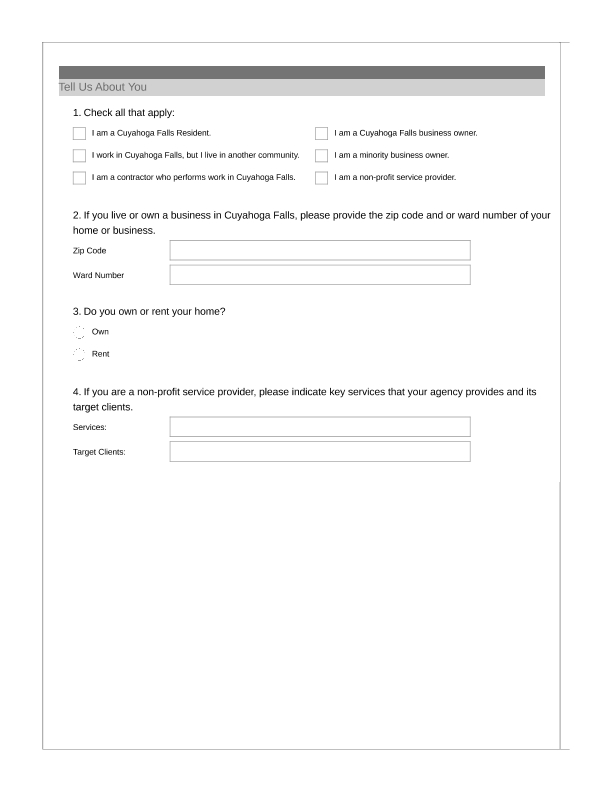 Tell Us About You
1. Check all that apply:
I am a Cuyahoga Falls Resident.
I am a Cuyahoga Falls business owner.
I work in Cuyahoga Falls, but I live in another community.
I am a minority business owner.
I am a contractor who performs work in Cuyahoga Falls.
I am a non-profit service provider.
2. If you live or own a business in Cuyahoga Falls, please provide the zip code and or ward number of your
home or business.
Zip Code
Ward Number
3. Do you own or rent your home?
Own
Rent
4. If you are a non-profit service provider, please indicate key services that your agency provides and its
target clients.
Services:
Target Clients: